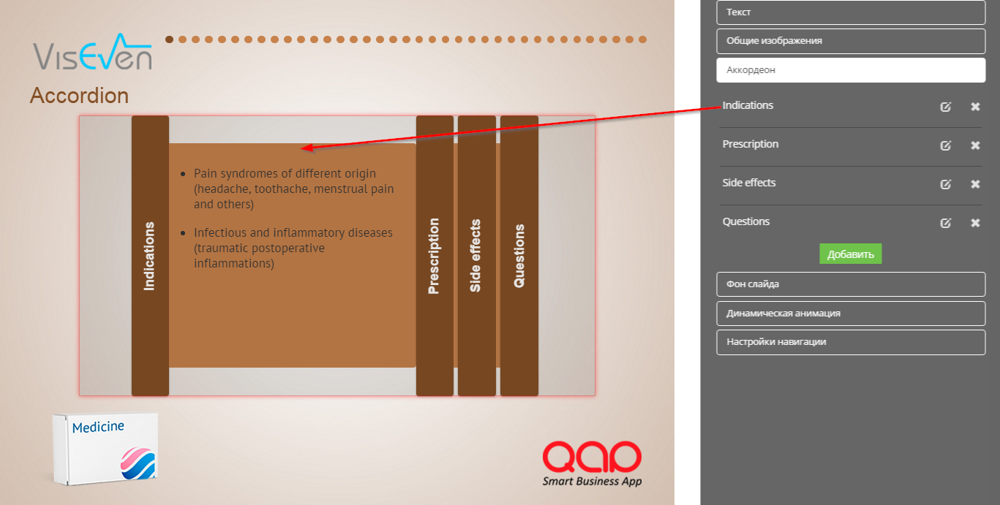 VisEven
Accordion
Indications
• Pain syndromes of different origin
(headache, toothache, menstrual pain
and others)
• Infectious and inflammatory diseases
(traumatic postoperative
inflammations)
Prescription
Side effects
Questions
Medicine
QAP
Smart Business App
Текст
Общие изображения
Аккордеон
Indications
Prescription
Side effects
Questions
Добавить
Фон слайда
Динамическая анимация
Настройки навигации